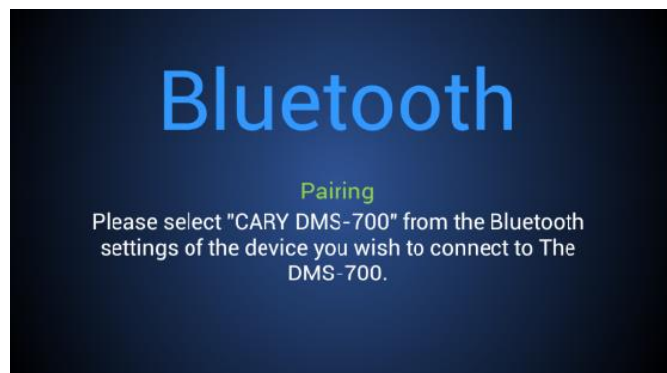 Bluetooth
Pairing
Please select "CARY DMS-700" from the Bluetooth
settings of the device you wish to connect to The
DMS-700.